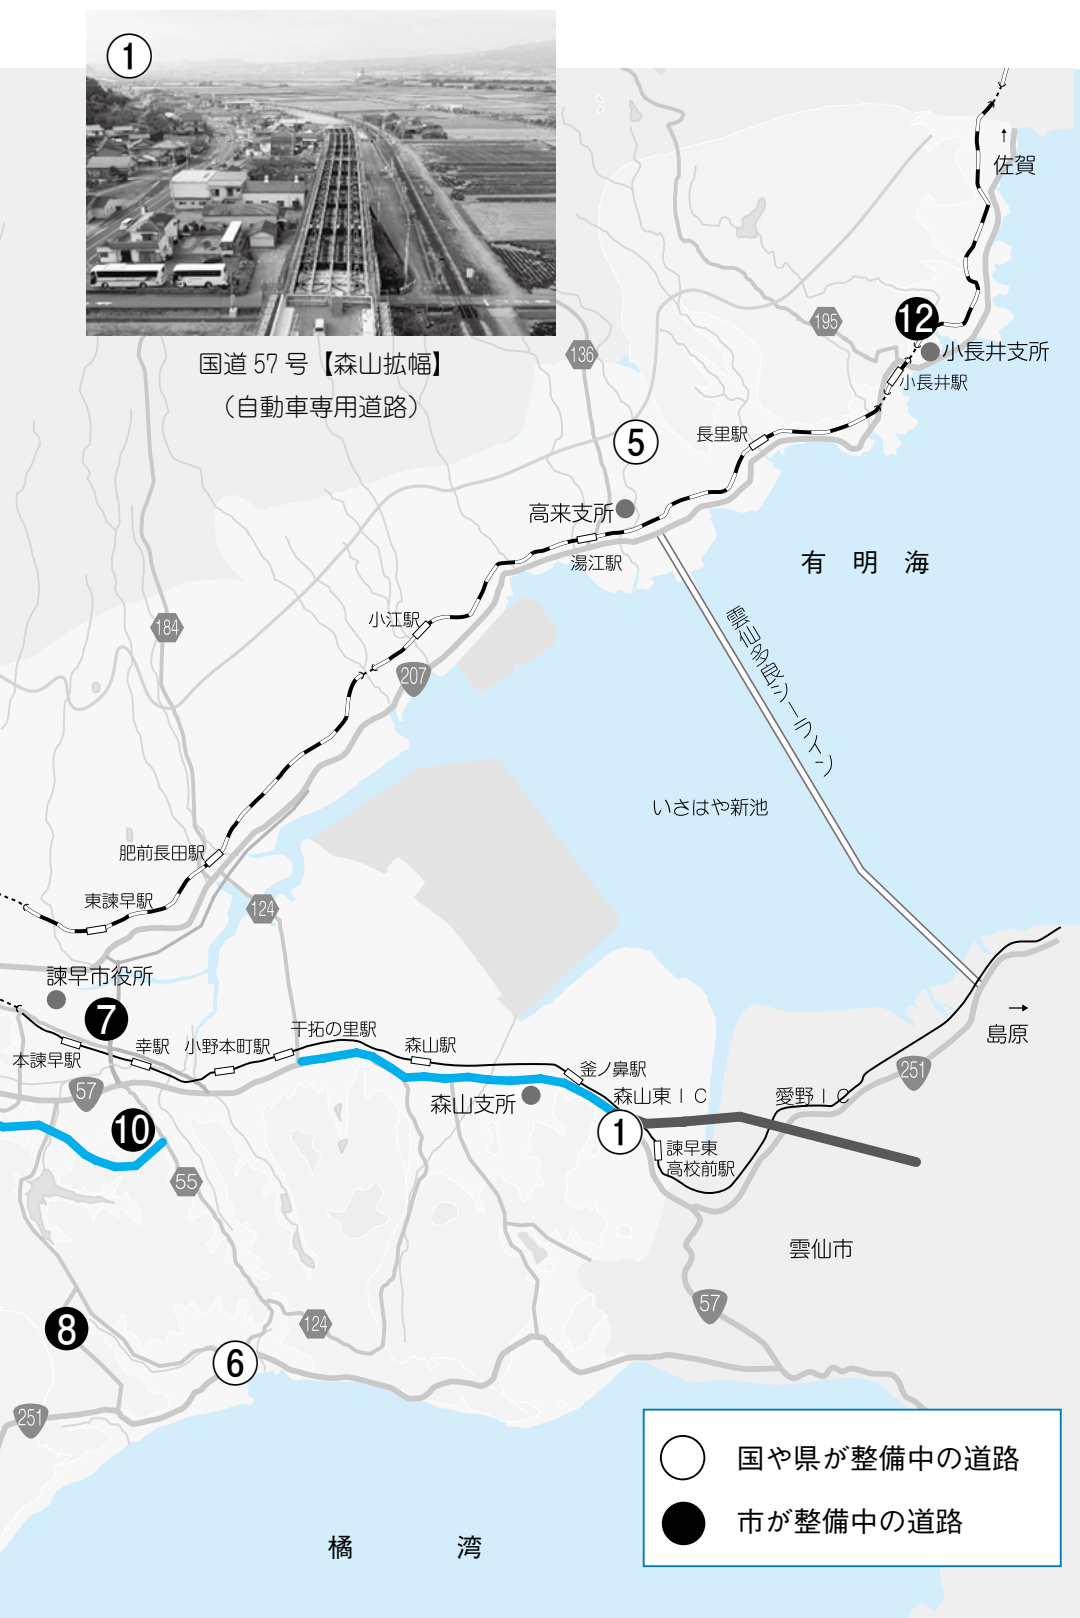 ①
国道57号【森山拡幅】
（自動車専用道路）
↑
佐賀
195
⓬
小長井支所
小長井駅
136
⑤
長里駅
高来支所
湯江駅
有明海
小江駅
184
207
雲仙多良シーライン
いさはや新池
肥前長田駅
東諫早駅
124
諫早市役所
❼
本諫早駅
幸駅
小野本町駅
干拓の里駅
森山駅
釜ノ鼻駅
→
島原
57
森山支所
森山東IC
愛野IC
251
❿
①
諫早東
高校前駅
55
雲仙市
❽
124
57
⑥
251
国や県が整備中の道路
市が整備中の道路
橘湾